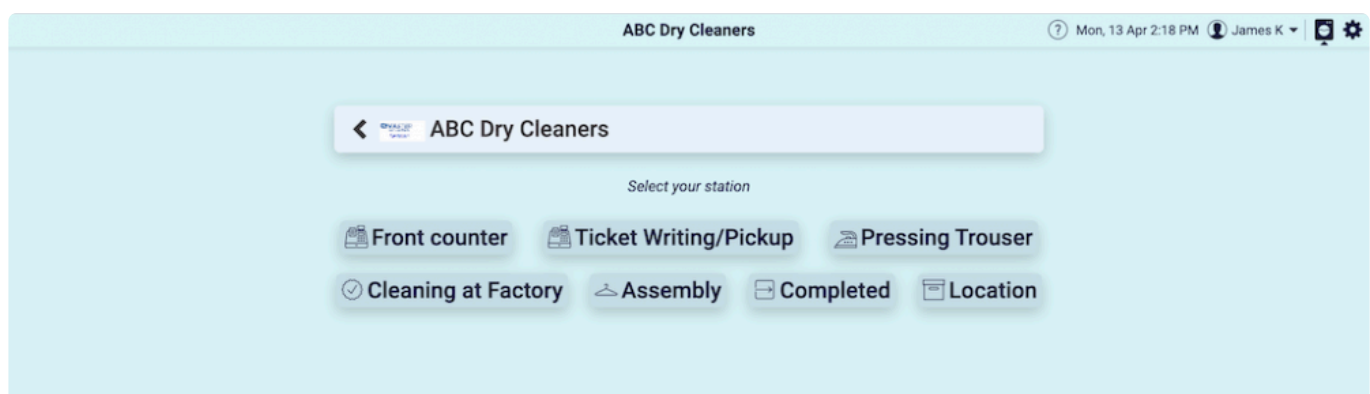 ABC Dry Cleaners
? Mon, 13 Apr 2:18 PM James K
ABC Dry Cleaners
Select your station
Front counter Ticket Writing/Pickup Pressing Trouser
Cleaning at Factory Assembly Completed Location